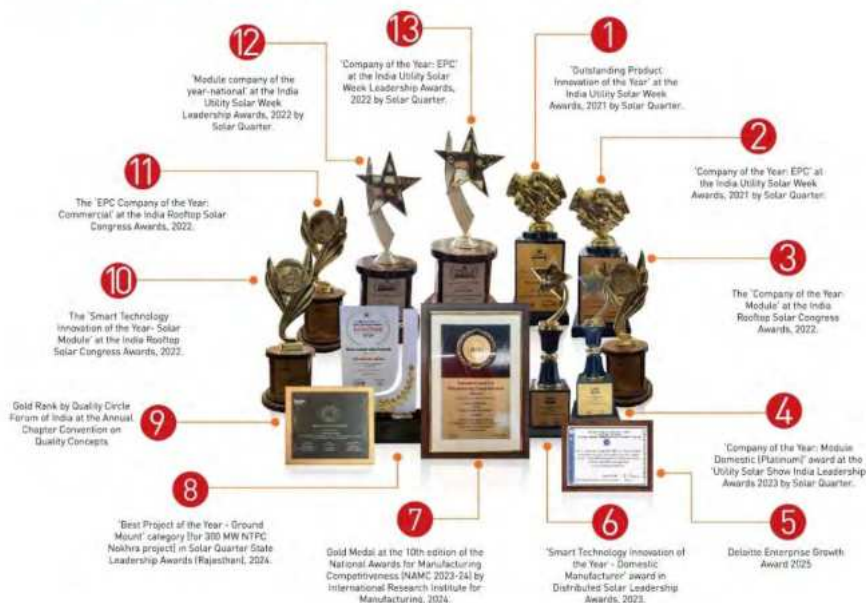 1
'Outstanding Product
Innovation of the Year' at the
India Utility Solar Week
Awards, 2021 by Solar Quarter.
2
'Company of the Year: EPC' at
the India Utility Solar Week
Awards, 2021 by Solar Quarter.
3
The 'Company of the Year:
Module' at the India
Rooftop Solar Congress
Awards, 2022.
4
'Company of the Year: Module
Domestic (Platinum)' award at the
'Utility Solar Show India Leadership
Awards 2023 by Solar Quarter.
5
Deloitte Enterprise Growth
Award 2025
6
'Smart Technology Innovation of
the Year - Domestic
Manufacturer' award in
Distributed Solar Leadership
Awards, 2023.
7
Gold Medal at the 10th edition of the
National Awards for Manufacturing
Competitiveness (NAMC 2023-24) by
International Research Institute for
Manufacturing, 2024.
8
'Best Project of the Year - Ground
Mount' category [for 300 MW NTPC
Nokhra project] in Solar Quarter State
Leadership Awards (Rajasthan), 2024.
9
Gold Rank by Quality Circle
Forum of India at the Annual
Chapter Convention on
Quality Concepts.
10
The 'Smart Technology
Innovation of the Year- Solar
Module' at the India Rooftop
Solar Congress Awards, 2022.
11
The 'EPC Company of the Year:
Commercial' at the India Rooftop Solar
Congress Awards, 2022.
12
'Module company of the
year-national' at the India
Utility Solar Week
Leadership Awards, 2022 by
Solar Quarter.
13
'Company of the Year: EPC'
at the India Utility Solar
Week Leadership Awards,
2022 by Solar Quarter.